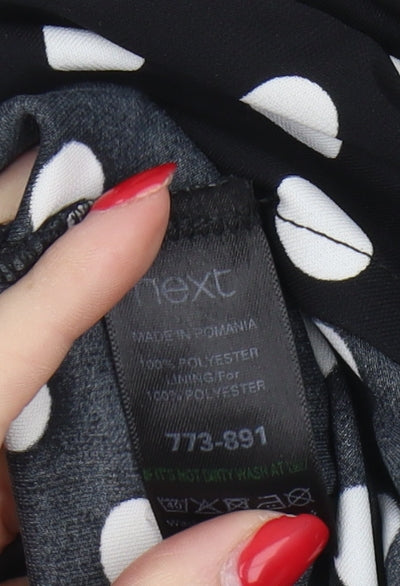 next
MADE IN ROMANIA
100% POLYESTER
LINING/For
100% POLYESTER
773-891
IF IT'S NOT DIRTY WASH AT